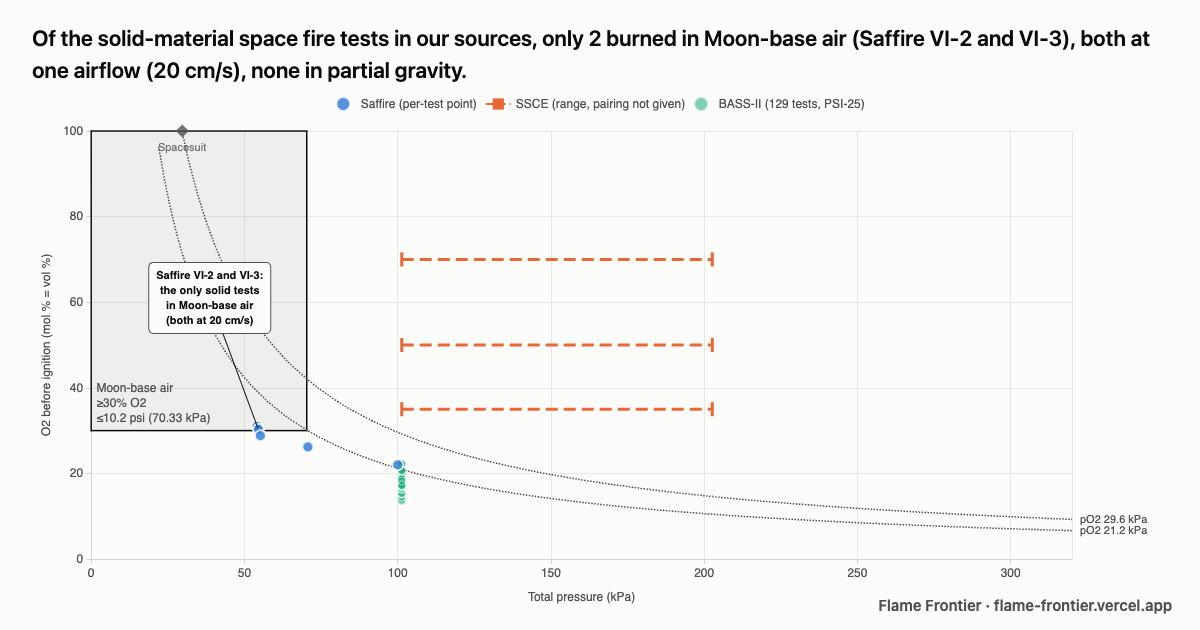 Of the solid-material space fire tests in our sources, only 2 burned in Moon-base air (Saffire VI-2 and VI-3), both at
one airflow (20 cm/s), none in partial gravity.
Saffire (per-test point)
SSCE (range, pairing not given)
BASS-II (129 tests, PSI-25)
100
80
60
40
20
0
O2 before ignition (mol % = vol %)
Spacesuit
Saffire VI-2 and VI-3:
the only solid tests
in Moon-base air
(both at 20 cm/s)
Moon-base air
≥30% O2
≤10.2 psi (70.33 kPa)
pO2 29.6 kPa
pO2 21.2 kPa
0
50
100
150
200
250
300
Total pressure (kPa)
Flame Frontier · flame-frontier.vercel.app